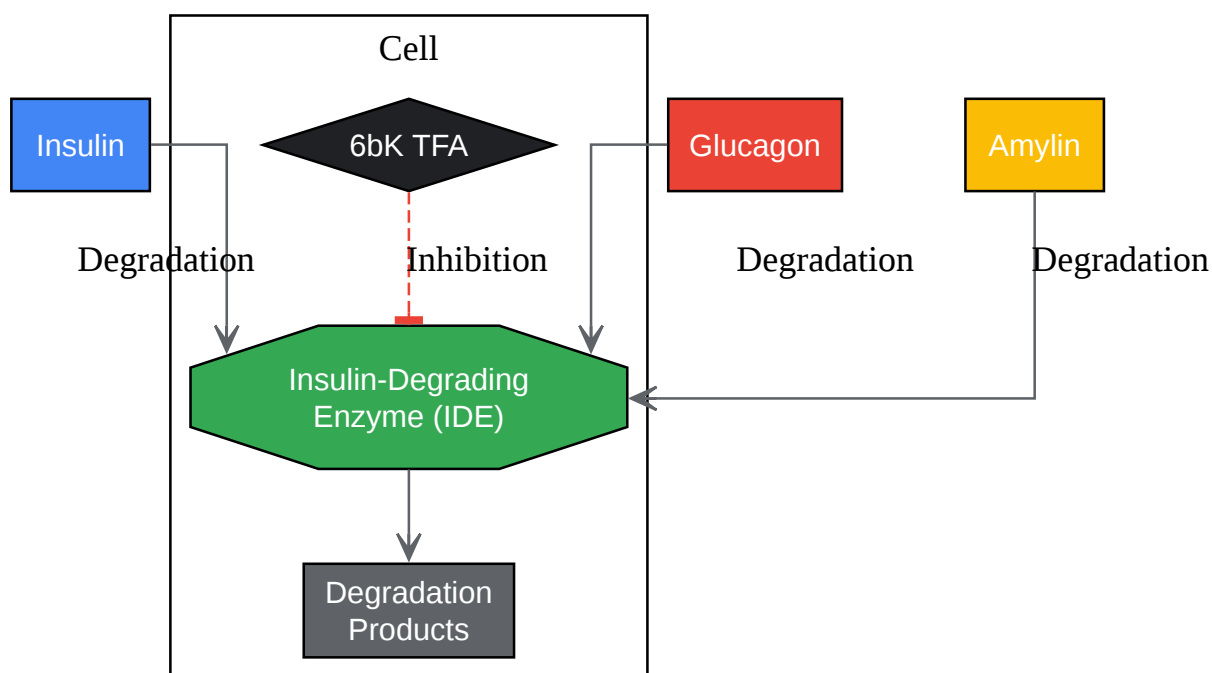 Cell
Insulin
6bK TFA
Glucagon
Amylin
Degradation
Inhibition
Degradation
Degradation
Insulin-Degrading
Enzyme (IDE)
Degradation
Products